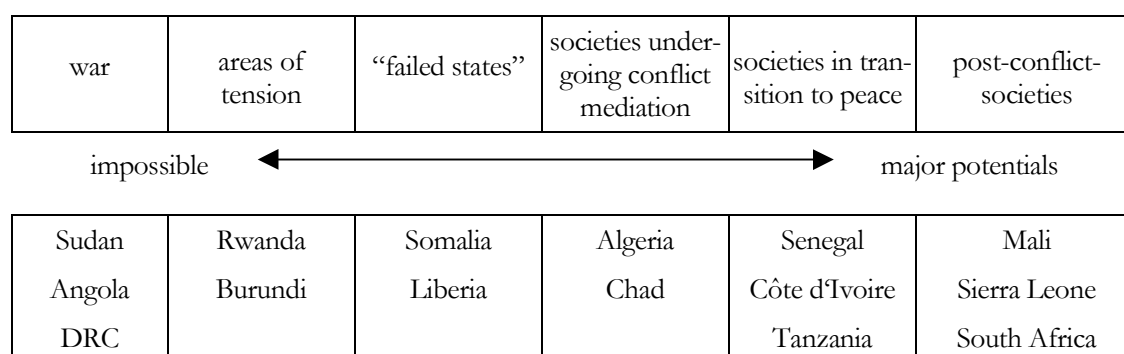 war
areas of
tension
“failed states”
societies under-
going conflict
mediation
societies in tran-
sition to peace
post-conflict-
societies
impossible
major potentials
Sudan
Rwanda
Somalia
Algeria
Senegal
Mali
Angola
Burundi
Liberia
Chad
Côte d‘Ivoire
Sierra Leone
DRC
Tanzania
South Africa